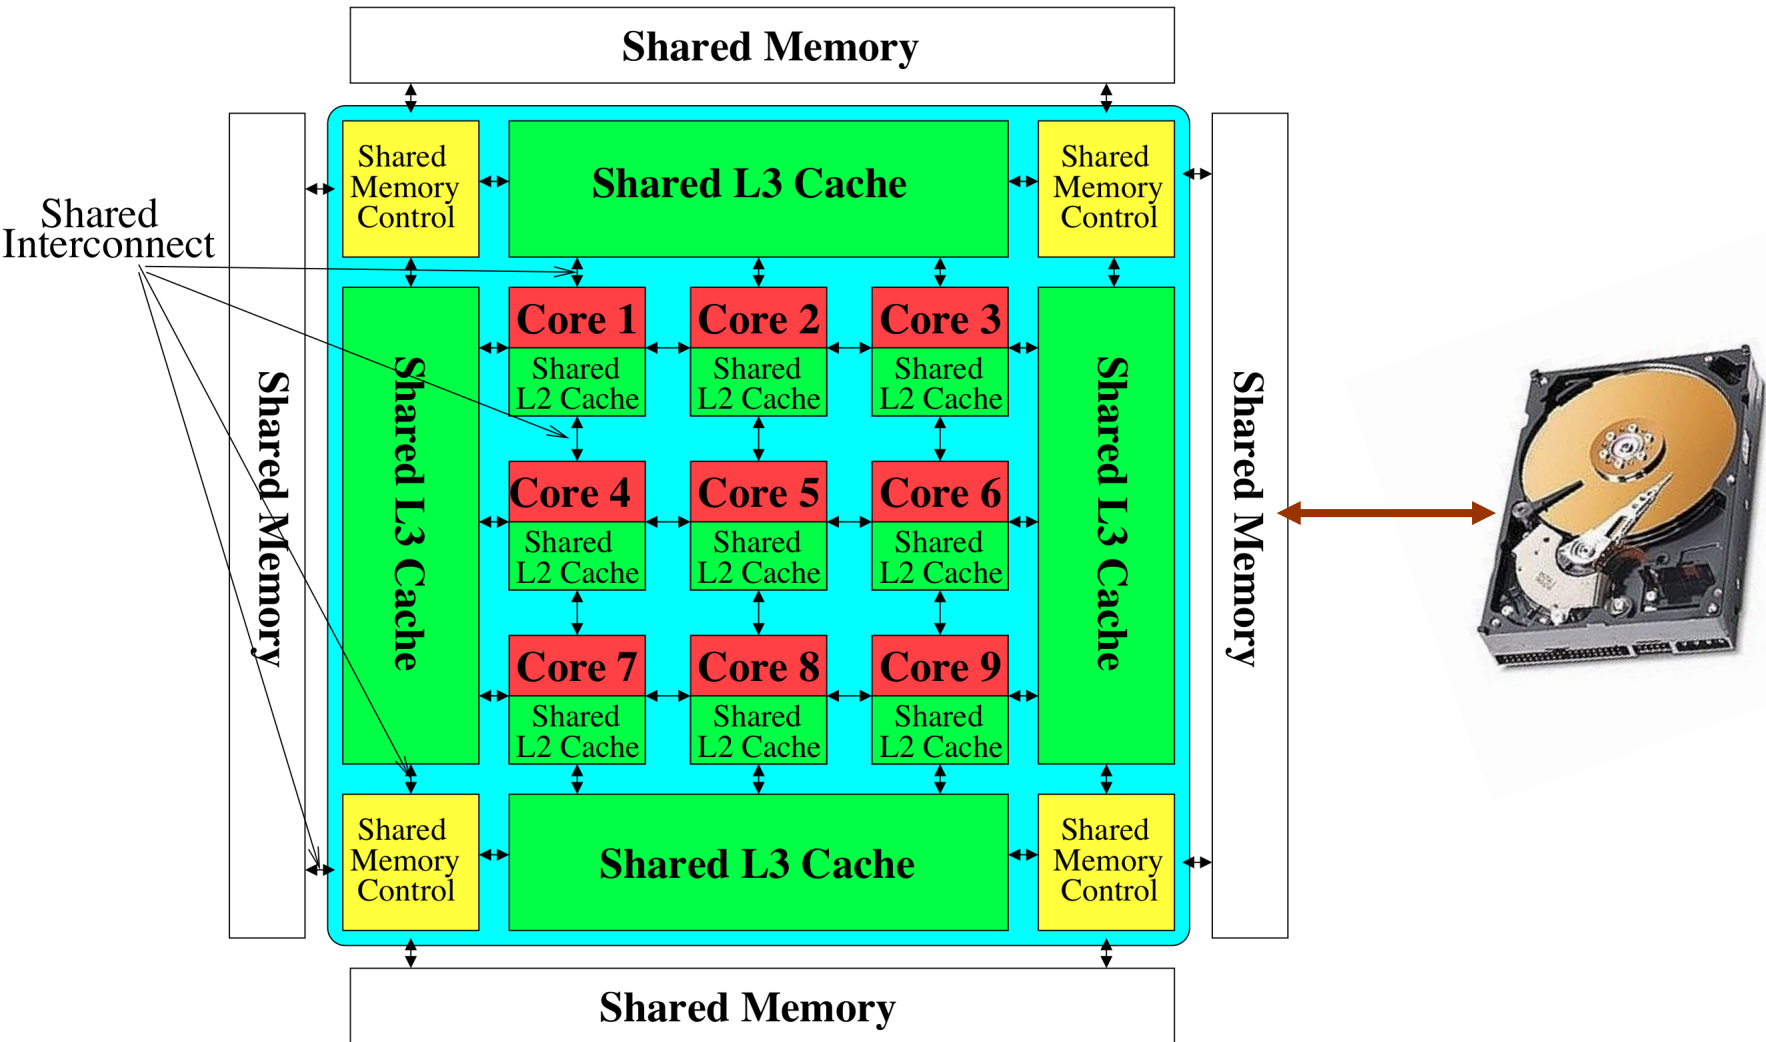 Shared Memory
Shared
Memory
Control
Shared L3 Cache
Shared
Memory
Control
Shared
Interconnect
Shared Memory
Shared L3 Cache
Core 1
Shared
L2 Cache
Core 2
Shared
L2 Cache
Core 3
Shared
L2 Cache
Core 4
Shared
L2 Cache
Core 5
Shared
L2 Cache
Core 6
Shared
L2 Cache
Core 7
Shared
L2 Cache
Core 8
Shared
L2 Cache
Core 9
Shared
L2 Cache
Shared L3 Cache
Shared Memory
Shared
Memory
Control
Shared L3 Cache
Shared
Memory
Control
Shared Memory